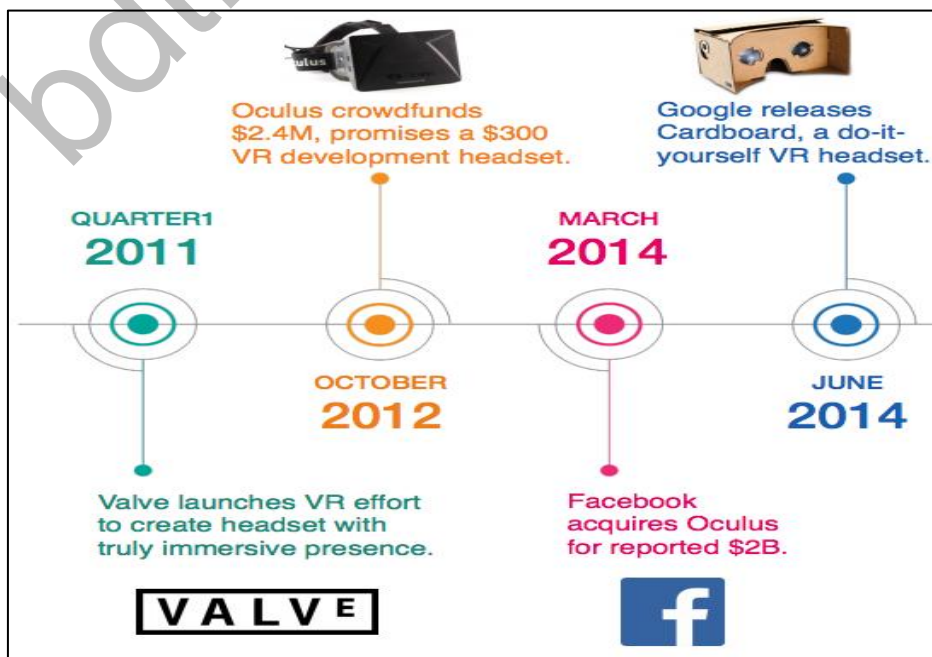 Oculus crowdfunds
$2.4M, promises a $300
VR development headset.
Google releases
Cardboard, a do-it-
yourself VR headset.
QUARTER1
2011
MARCH
2014
OCTOBER
2012
JUNE
2014
Valve launches VR effort
to create headset with
truly immersive presence.
Facebook
acquires Oculus
for reported $2B.
VALVE
f